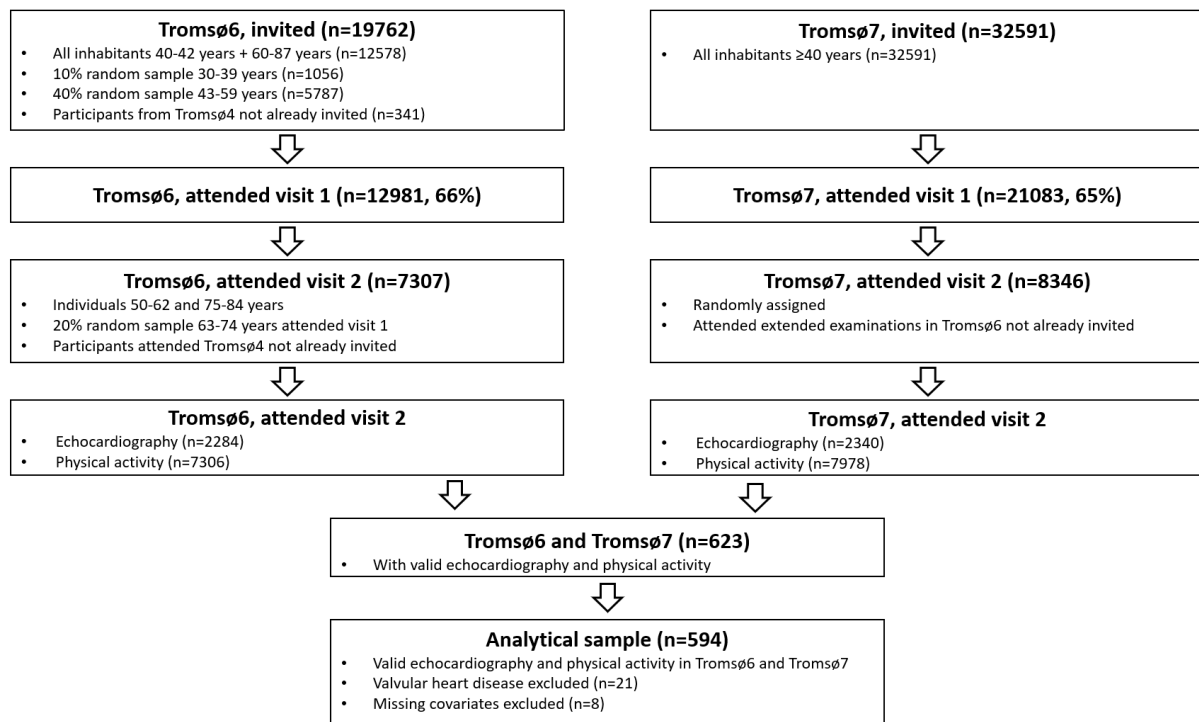 Tromsø6, invited (n=19762)
• All inhabitants 40-42 years + 60-87 years (n=12578)
• 10% random sample 30-39 years (n=1056)
• 40% random sample 43-59 years (n=5787)
• Participants from Tromsø4 not already invited (n=341)
Tromsø7, invited (n=32591)
• All inhabitants ≥40 years (n=32591)
Tromsø6, attended visit 1 (n=12981, 66%)
Tromsø7, attended visit 1 (n=21083, 65%)
Tromsø6, attended visit 2 (n=7307)
• Individuals 50-62 and 75-84 years
• 20% random sample 63-74 years attended visit 1
• Participants attended Tromsø4 not already invited
Tromsø7, attended visit 2 (n=8346)
• Randomly assigned
• Attended extended examinations in Tromsø6 not already invited
Tromsø6, attended visit 2
• Echocardiography (n=2284)
• Physical activity (n=7306)
Tromsø7, attended visit 2
• Echocardiography (n=2340)
• Physical activity (n=7978)
Tromsø6 and Tromsø7 (n=623)
• With valid echocardiography and physical activity
Analytical sample (n=594)
• Valid echocardiography and physical activity in Tromsø6 and Tromsø7
• Valvular heart disease excluded (n=21)
• Missing covariates excluded (n=8)